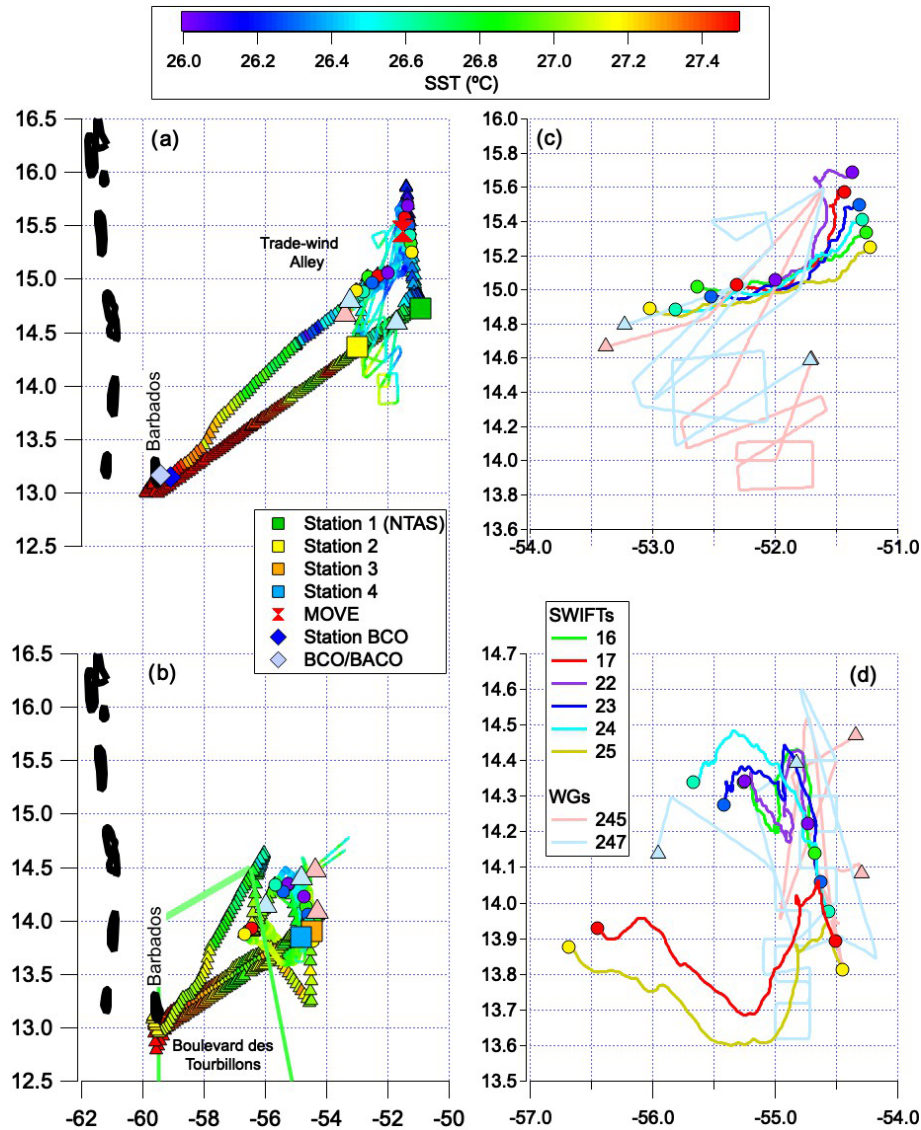 26.0 26.2 26.4 26.6 26.8 27.0 27.2 27.4
SST (ºC)
16.5
16.0
15.5
15.0
14.5
14.0
13.5
13.0
12.5
(a)
Trade-wind
Alley
Barbados
-62 -60 -58 -56 -54 -52 -50
16.0
15.8
15.6
15.4
15.2
15.0
14.8
14.6
14.4
14.2
14.0
13.8
13.6
(c)
-54.0 -53.0 -52.0 -51.0
Station 1 (NTAS)
Station 2
Station 3
Station 4
MOVE
Station BCO
BCO/BACO
16.5
16.0
15.5
15.0
14.5
14.0
13.5
13.0
12.5
(b)
Barbados
Boulevard des
Tourbillons
-62 -60 -58 -56 -54 -52 -50
SWIFTs
16
17
22
23
24
25
WGs
245
247
14.7
14.6
14.5
14.4
14.3
14.2
14.1
14.0
13.9
13.8
13.7
13.6
13.5
(d)
-57.0 -56.0 -55.0 -54.0